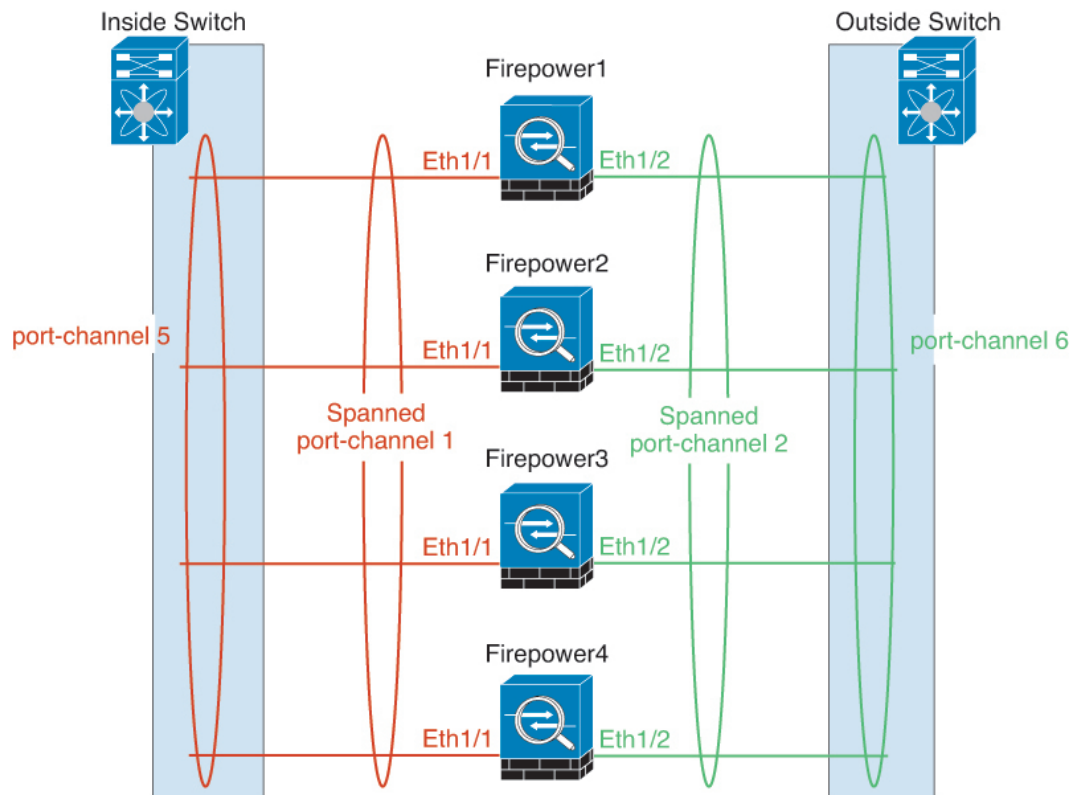 Inside Switch
Outside Switch
Firepower1
Eth1/1
Eth1/2
Firepower2
port-channel 5
Eth1/1
Eth1/2
port-channel 6
Spanned
port-channel 1
Spanned
port-channel 2
Firepower3
Eth1/1
Eth1/2
Firepower4
Eth1/1
Eth1/2